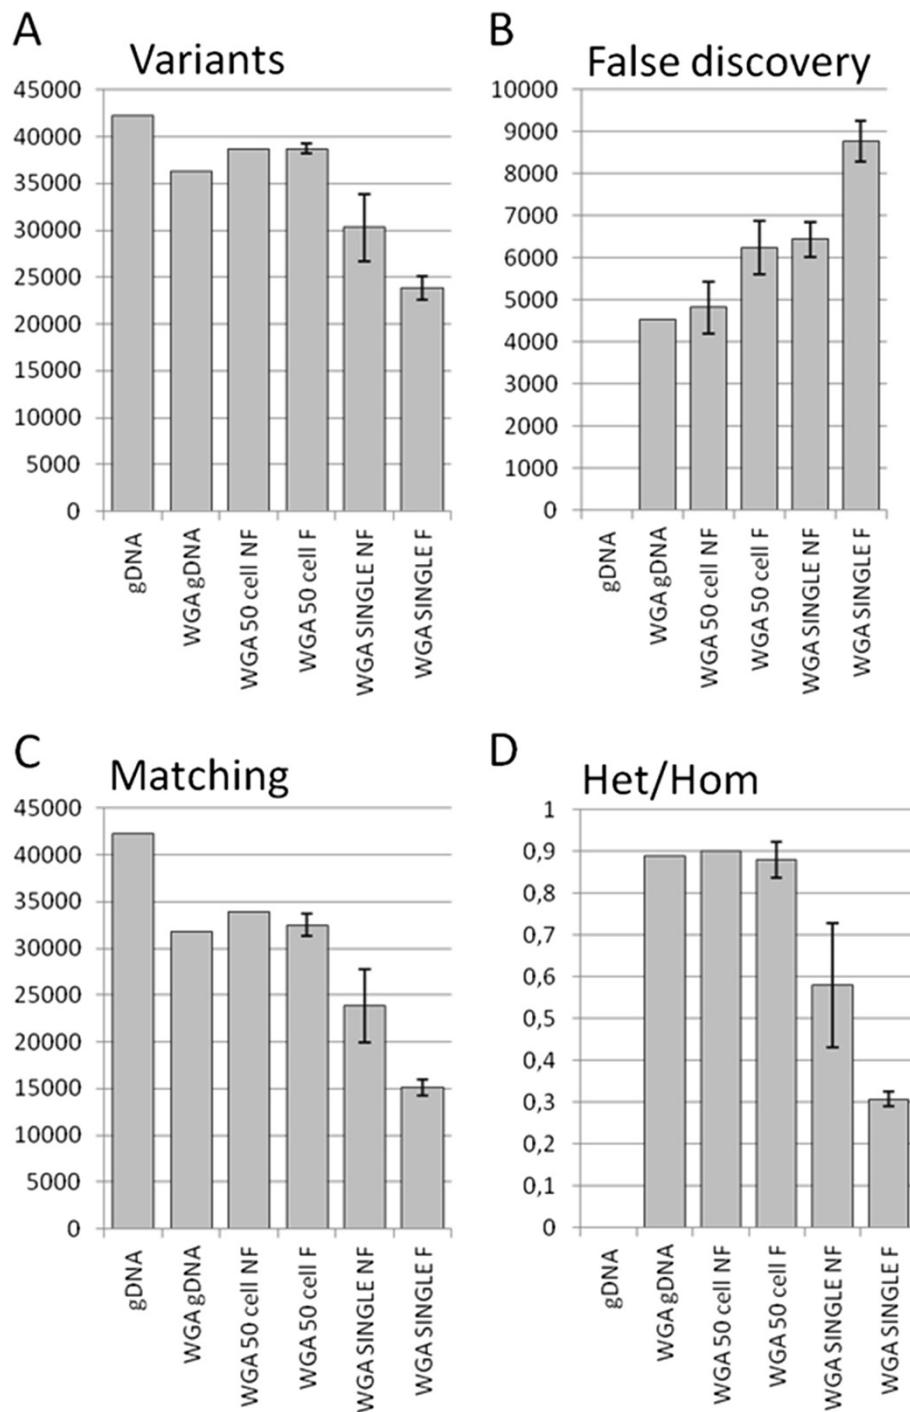 A
Variants
45000
40000
35000
30000
25000
20000
15000
10000
5000
0
gDNA
WGA gDNA
WGA 50 cell NF
WGA 50 cell F
WGA SINGLE NF
WGA SINGLE F
B
False discovery
10000
9000
8000
7000
6000
5000
4000
3000
2000
1000
0
gDNA
WGA gDNA
WGA 50 cell NF
WGA 50 cell F
WGA SINGLE NF
WGA SINGLE F
C
Matching
45000
40000
35000
30000
25000
20000
15000
10000
5000
0
gDNA
WGA gDNA
WGA 50 cell NF
WGA 50 cell F
WGA SINGLE NF
WGA SINGLE F
D
Het/Hom
1
0,9
0,8
0,7
0,6
0,5
0,4
0,3
0,2
0,1
0
gDNA
WGA gDNA
WGA 50 cell NF
WGA 50 cell F
WGA SINGLE NF
WGA SINGLE F